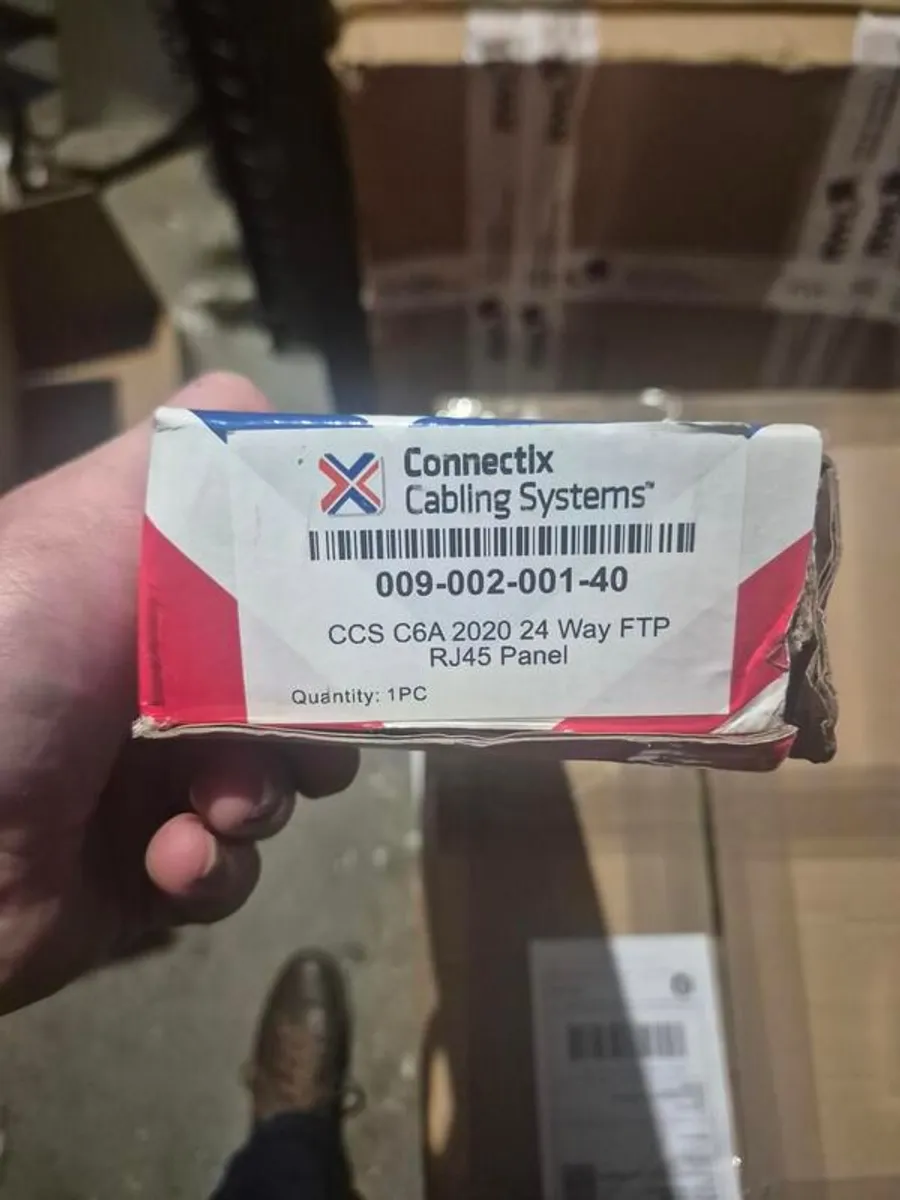 Connectix
Cabling Systems™
009-002-001-40
CCS C6A 2020 24 Way FTP
RJ45 Panel
Quantity: 1PC